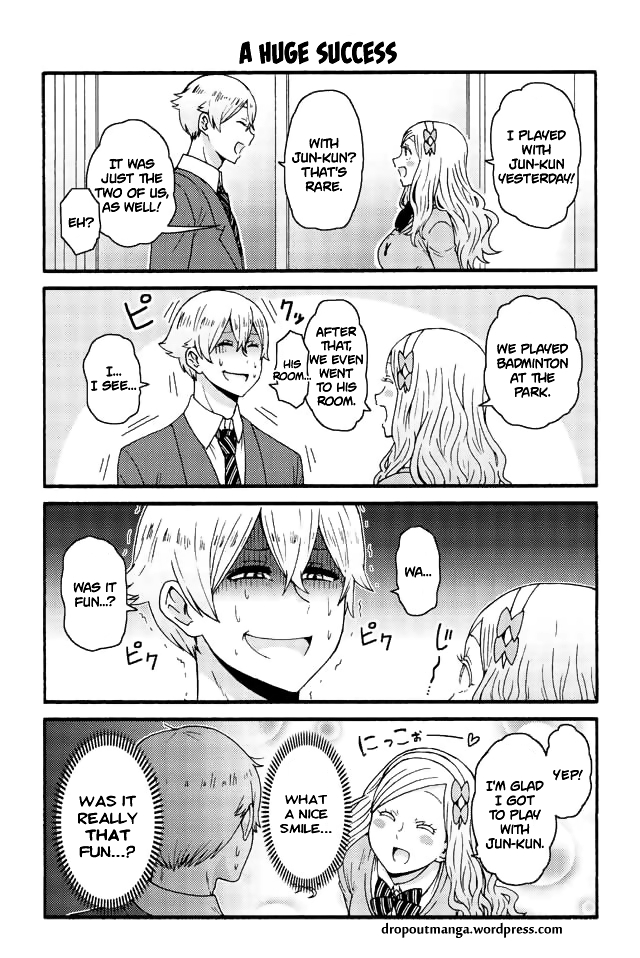 A HUGE SUCCESS
I PLAYED
WITH
JUN-KUN
YESTERDAY!
WITH
JUN-KUN?
THAT'S
RARE.
IT WAS
JUST THE
TWO OF US,
AS WELL!
EH?
WE PLAYED
BADMINTON
AT THE
PARK.
AFTER
THAT,
WE EVEN
WENT
TO HIS
ROOM.
HIS
ROOM...
クッ
ピ
I...
I SEE...
WA...
じー
ピク
ピク
WAS IT
FUN...?
YEP!
I'M GLAD
I GOT
TO PLAY
WITH
JUN-KUN.
にっこぉー♡
WHAT
A NICE
SMILE...
WAS IT
REALLY
THAT
FUN...?
dropoutmanga.wordpress.com